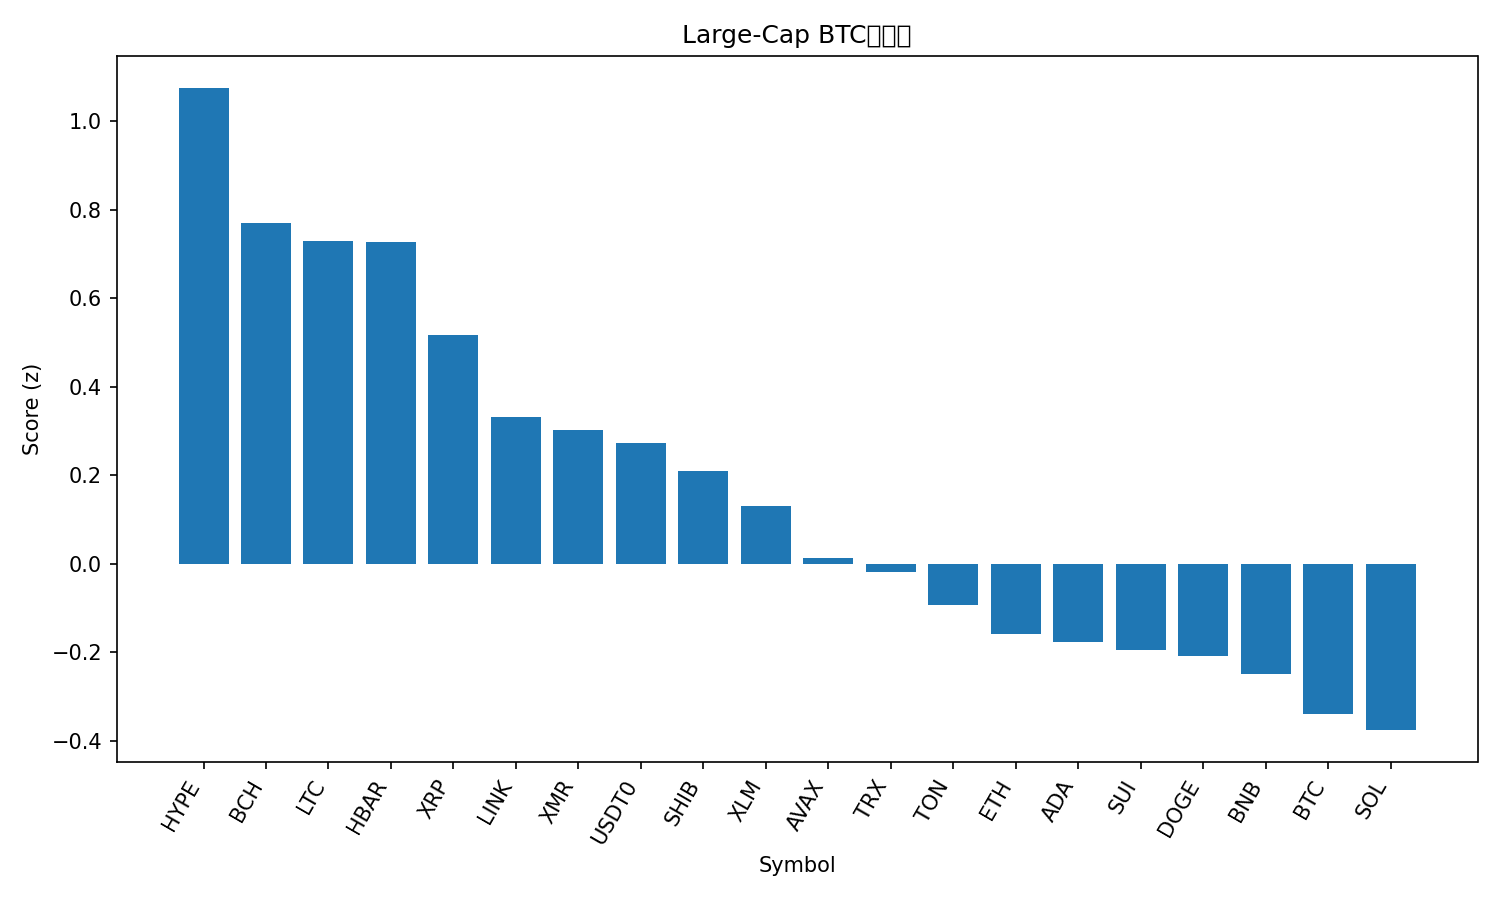 Large-Cap BTC
1.0
0.8
0.6
0.4
0.2
0.0
−0.2
−0.4
Score (z)
HYPE
BCH
LTC
HBAR
XRP
LINK
XMR
USDT0
SHIB
XLM
AVAX
TRX
TON
ETH
ADA
SUI
DOGE
BNB
BTC
SOL
Symbol